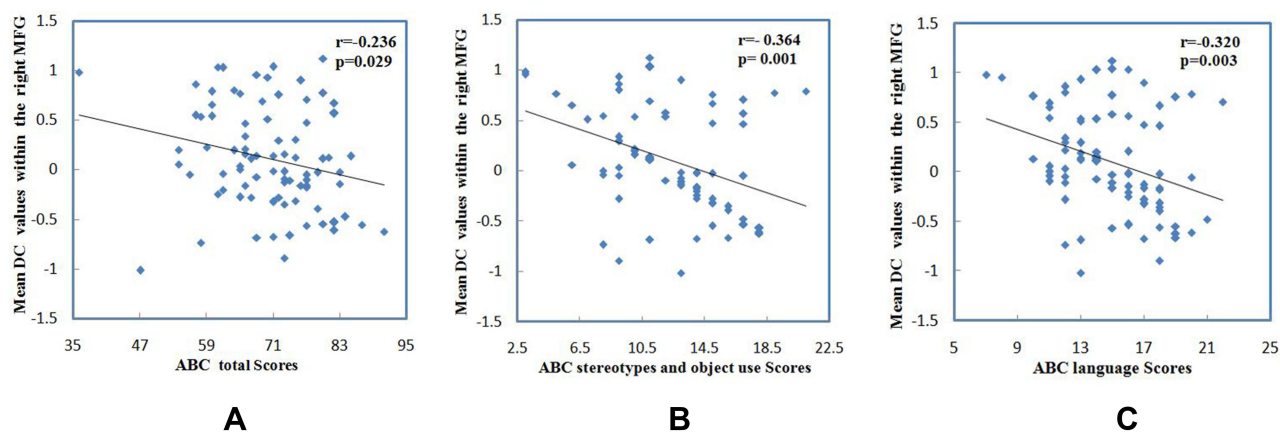 Mean DC values within the right MFG
1.5
1
0.5
0
-0.5
-1
-1.5
r=-0.236
p=0.029
35 47 59 71 83 95
ABC total Scores
A
Mean DC values within the right MFG
1.5
1
0.5
0
-0.5
-1
-1.5
r=- 0.364
p= 0.001
2.5 6.5 10.5 14.5 18.5 22.5
ABC stereotypes and object use Scores
B
Mean DC values within the right MFG
1.5
1
0.5
0
-0.5
-1
-1.5
r=-0.320
p=0.003
5 9 13 17 21 25
ABC language Scores
C